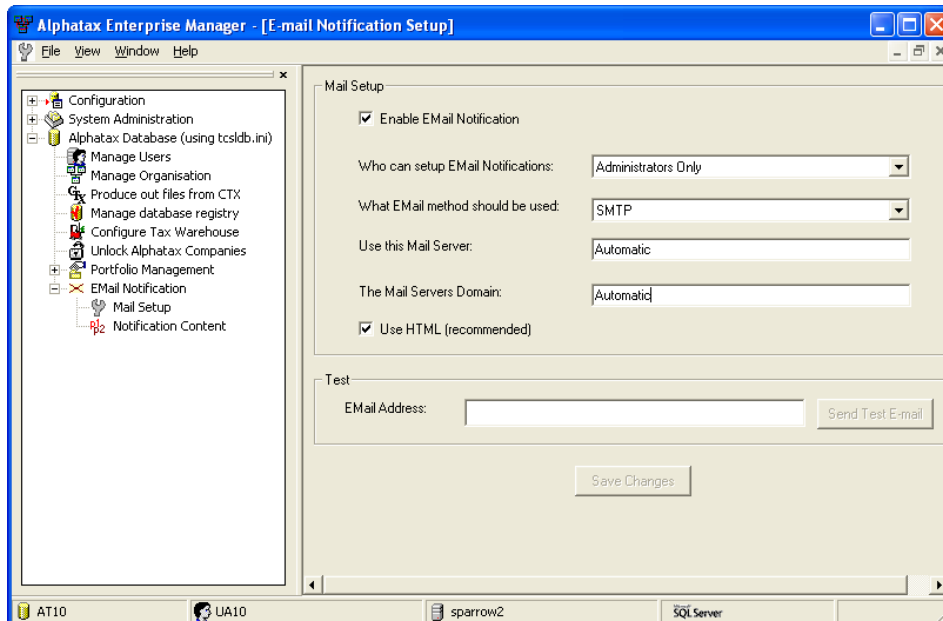 Alphatax Enterprise Manager - [E-mail Notification Setup]
File View Window Help
Configuration
System Administration
Alphatax Database (using tcsldb.ini)
Manage Users
Manage Organisation
Produce out files from CTX
Manage database registry
Configure Tax Warehouse
Unlock Alphatax Companies
Portfolio Management
EMail Notification
Mail Setup
Notification Content
Mail Setup
Enable EMail Notification
Who can setup EMail Notifications: Administrators Only
What EMail method should be used: SMTP
Use this Mail Server: Automatic
The Mail Servers Domain: Automatic
Use HTML (recommended)
Test
EMail Address: Send Test E-mail
Save Changes
AT10 UA10 sparrow2 Microsoft SQL Server